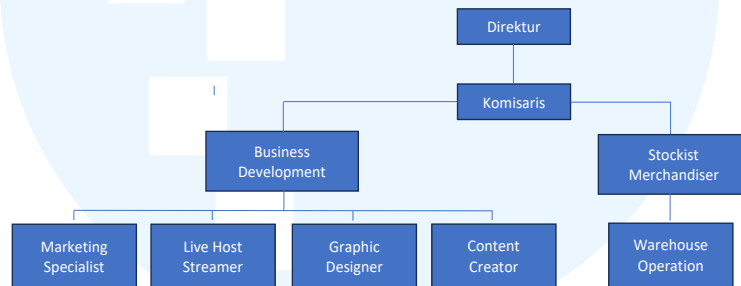 Direktur
Komisaris
Business
Development
Stockist
Merchandiser
Marketing
Specialist
Live Host
Streamer
Graphic
Designer
Content
Creator
Warehouse
Operation